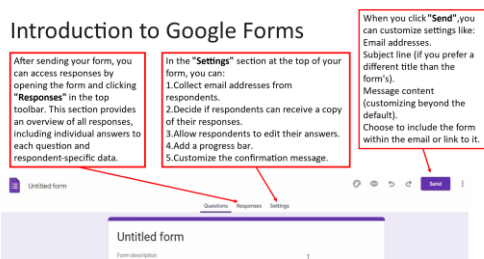 Introduction to Google Forms
After sending your form, you
can access responses by
opening the form and clicking
"Responses" in the top
toolbar. This section provides
an overview of all responses,
including individual answers to
each question and
respondent-specific data.
In the "Settings" section at the top of your
form, you can:
1.Collect email addresses from
respondents.
2.Decide if respondents can receive a copy
of their responses.
3.Allow respondents to edit their answers.
4.Add a progress bar.
5.Customize the confirmation message.
When you click "Send",you
can customize settings like:
Email addresses.
Subject line (if you prefer a
different title than the
form's).
Message content
(customizing beyond the
default).
Choose to include the form
within the email or link to it.
Untitled form
Send
Questions Responses Settings
Untitled form
Form description